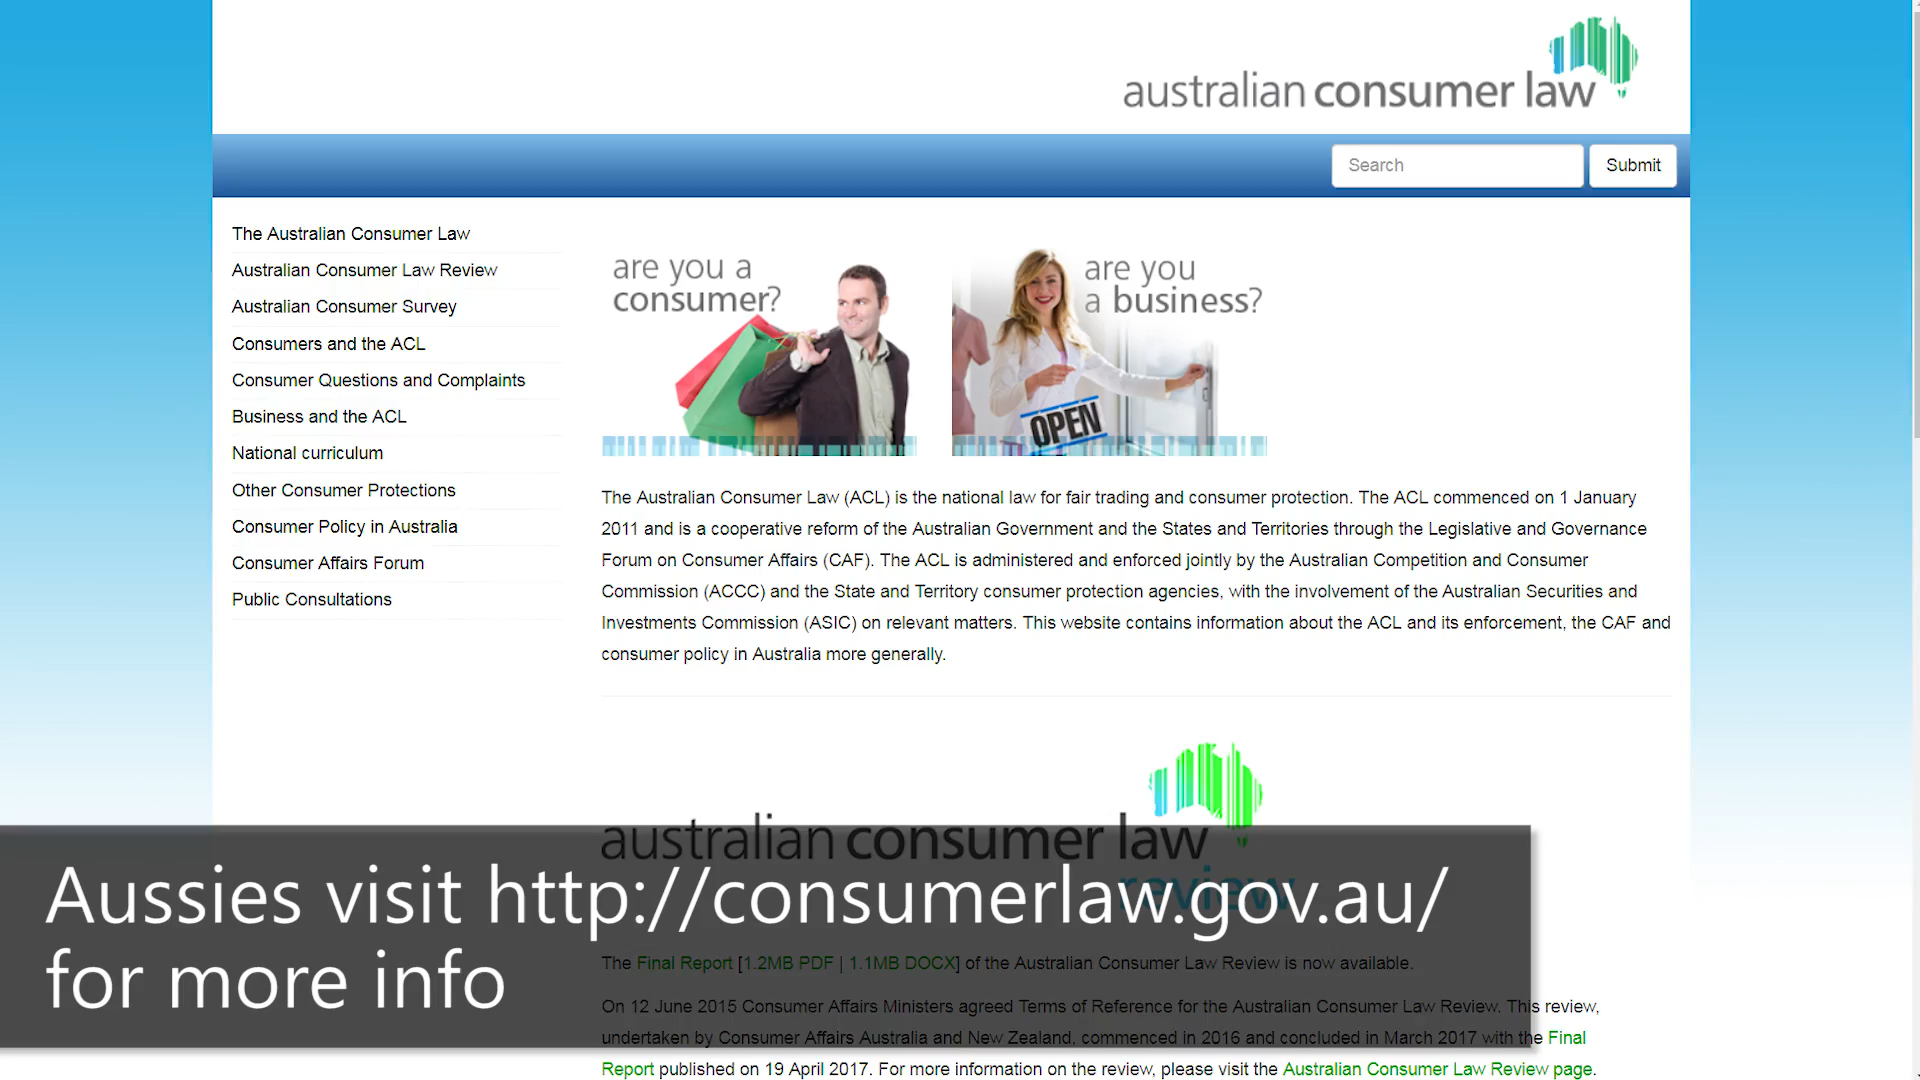 australian consumer law
Search
Submit
The Australian Consumer Law
Australian Consumer Law Review
Australian Consumer Survey
Consumers and the ACL
Consumer Questions and Complaints
Business and the ACL
National curriculum
Other Consumer Protections
Consumer Policy in Australia
Consumer Affairs Forum
Public Consultations
are you a
consumer?
are you
a business?
OPEN
The Australian Consumer Law (ACL) is the national law for fair trading and consumer protection. The ACL commenced on 1 January
2011 and is a cooperative reform of the Australian Government and the States and Territories through the Legislative and Governance
Forum on Consumer Affairs (CAF). The ACL is administered and enforced jointly by the Australian Competition and Consumer
Commission (ACCC) and the State and Territory consumer protection agencies, with the involvement of the Australian Securities and
Investments Commission (ASIC) on relevant matters. This website contains information about the ACL and its enforcement, the CAF and
consumer policy in Australia more generally.
australian consumer law
review
Aussies visit http://consumerlaw.gov.au/
for more info
The Final Report [1.2MB PDF | 1.1MB DOCX] of the Australian Consumer Law Review is now available.
On 12 June 2015 Consumer Affairs Ministers agreed Terms of Reference for the Australian Consumer Law Review. This review,
undertaken by Consumer Affairs Australia and New Zealand, commenced in 2016 and concluded in March 2017 with the Final
Report published on 19 April 2017. For more information on the review, please visit the Australian Consumer Law Review page.